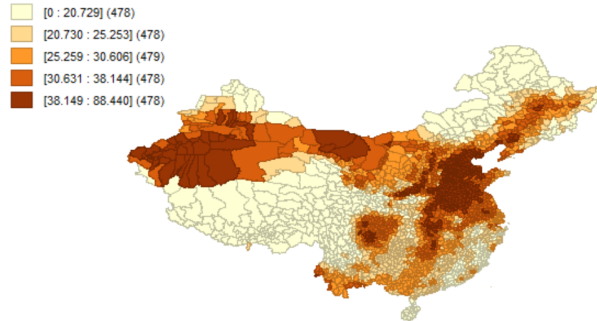 [0 : 20.729] (478)
[20.730 : 25.253] (478)
[25.259 : 30.606] (479)
[30.631 : 38.144] (478)
[38.149 : 88.440] (478)